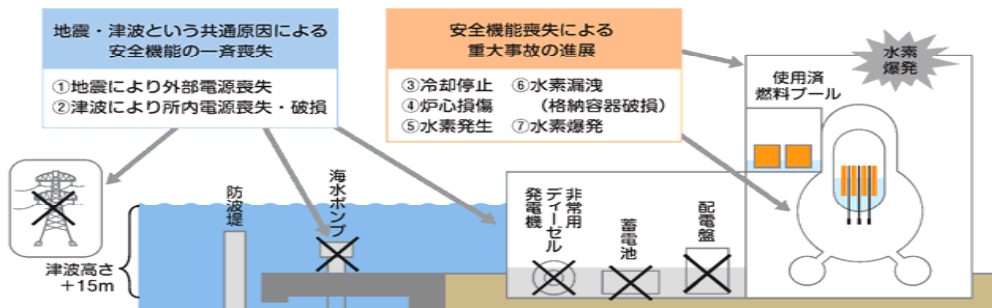 地震・津波という共通原因による
安全機能の一斉喪失
①地震により外部電源喪失
②津波により所内電源喪失・破損
安全機能喪失による
重大事故の進展
③冷却停止
④炉心損傷
⑤水素発生
⑥水素漏洩
（格納容器破損）
⑦水素爆発
水素
爆発
使用済
燃料プール
防波堤
海水ポンプ
非常用
ディーゼル
発電機
蓄電池
配電盤
津波高さ
+15m